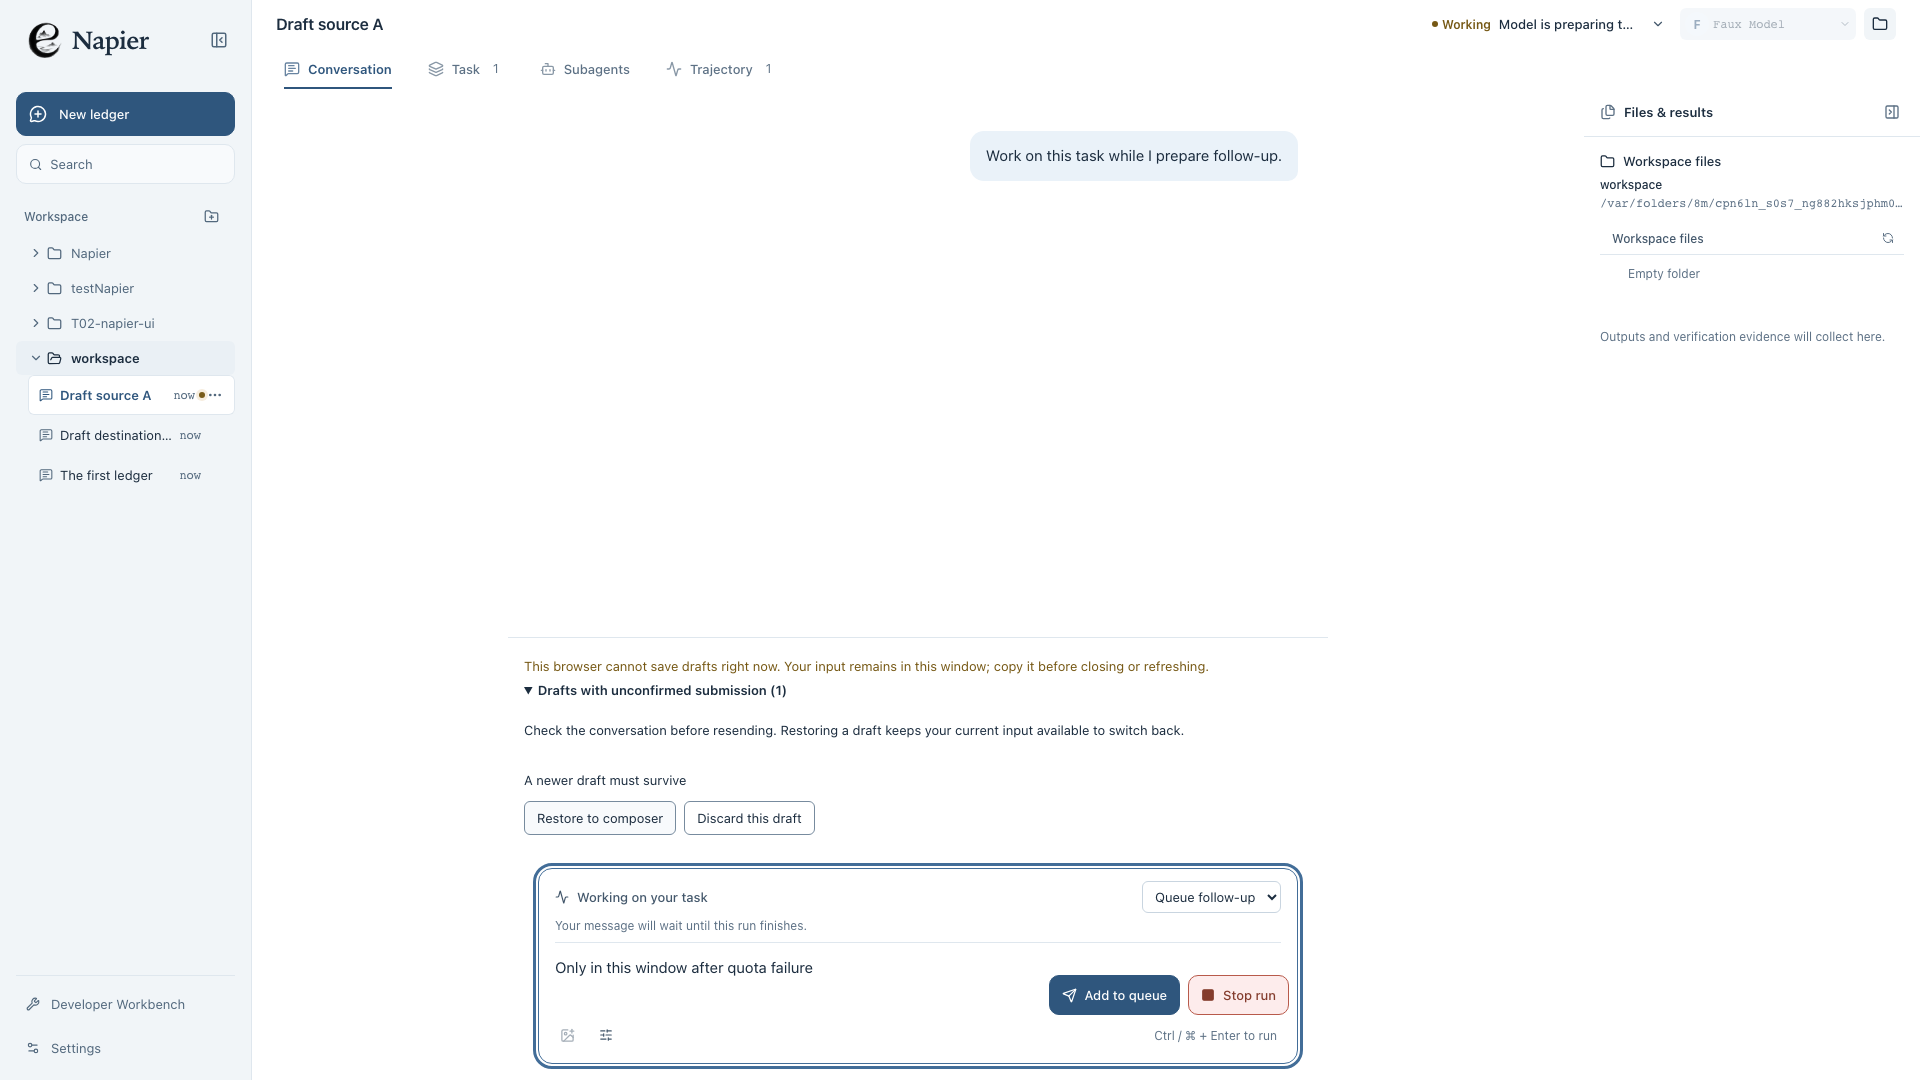 Napier
New ledger
Search
Workspace
Napier
testNapier
T02-napier-ui
workspace
Draft source A now
Draft destination... now
The first ledger now
Developer Workbench
Settings
Draft source A
Working Model is preparing t...
F Faux Model
Conversation Task 1 Subagents Trajectory 1
Work on this task while I prepare follow-up.
This browser cannot save drafts right now. Your input remains in this window; copy it before closing or refreshing.
Drafts with unconfirmed submission (1)
Check the conversation before resending. Restoring a draft keeps your current input available to switch back.
A newer draft must survive
Restore to composer Discard this draft
Working on your task Queue follow-up
Your message will wait until this run finishes.
Only in this window after quota failure
Add to queue Stop run
Ctrl / ⌘ + Enter to run
Files & results
Workspace files
workspace
/var/folders/8m/cpn6ln_s0s7_ng882hksjphm0...
Workspace files
Empty folder
Outputs and verification evidence will collect here.